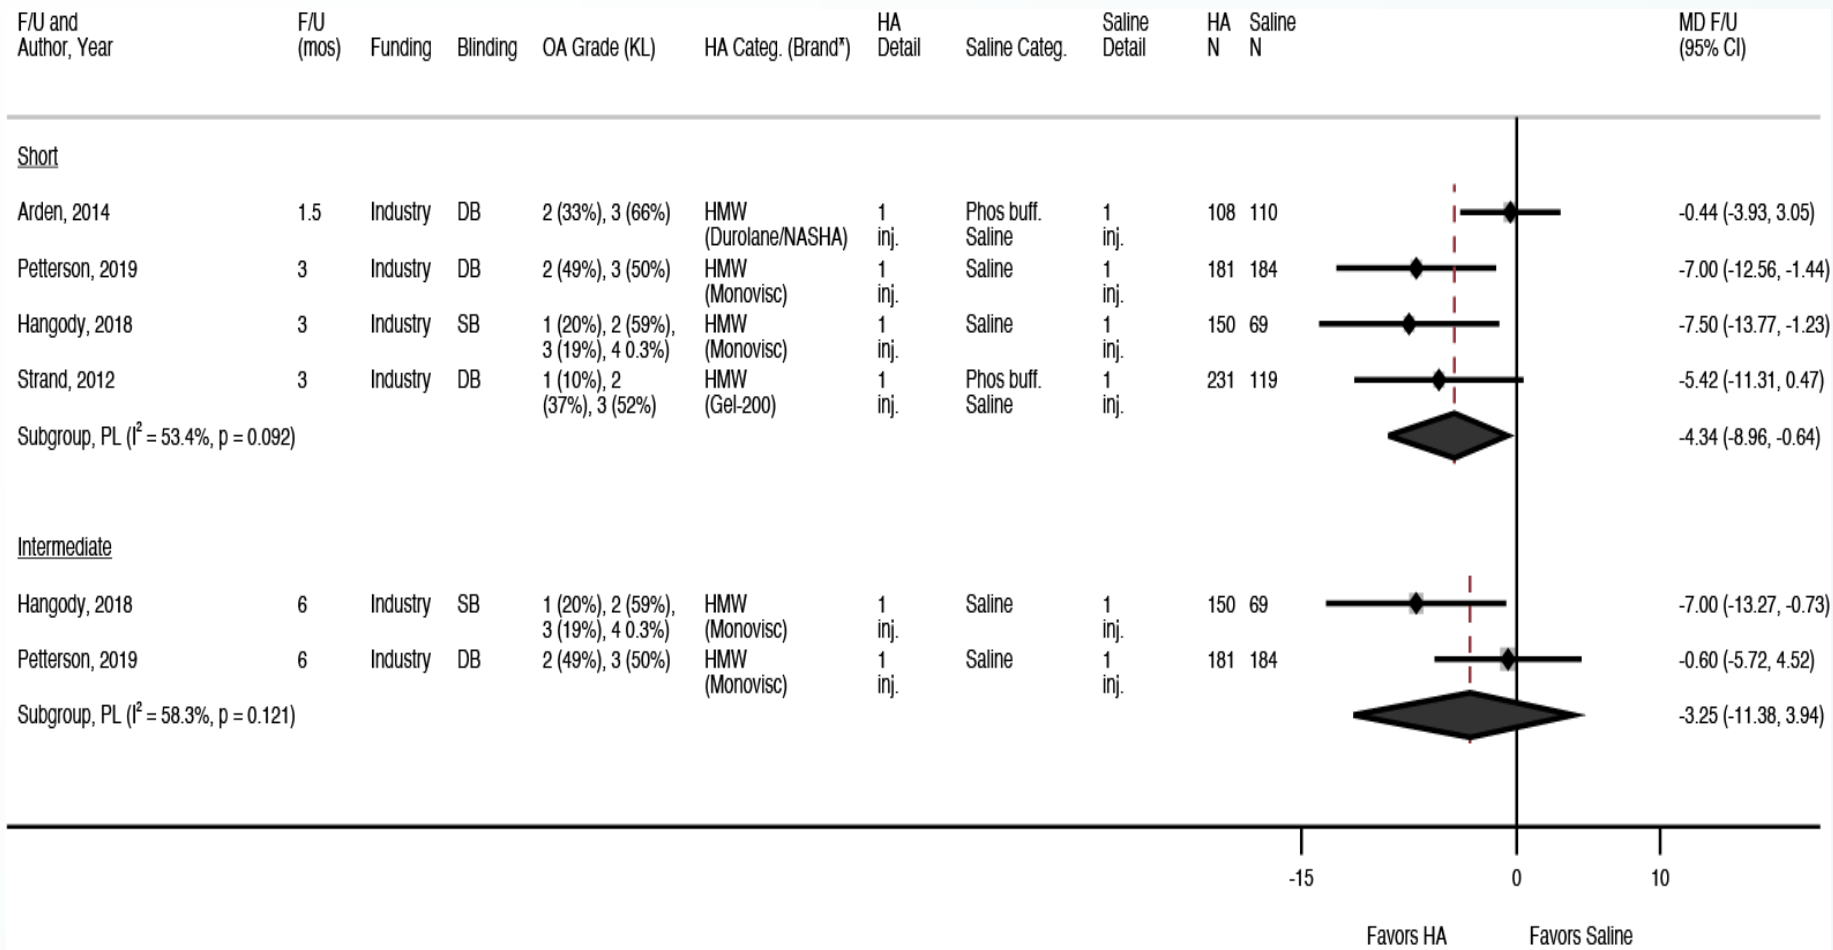 F/U and F/U HA Saline HA Saline MD F/U
Author, Year (mos) Funding Blinding OA Grade (KL) HA Categ. (Brand*) Detail Saline Categ. Detail N N (95% CI)
Short
Arden, 2014 1.5 Industry DB 2 (33%), 3 (66%) HMW 1 Phos buff. 1 108 110 -0.44 (-3.93, 3.05)
(Durolane/NASHA) inj. Saline inj.
Petterson, 2019 3 Industry DB 2 (49%), 3 (50%) HMW 1 Saline 1 181 184 -7.00 (-12.56, -1.44)
(Monovisc) inj. inj.
Hangody, 2018 3 Industry SB 1 (20%), 2 (59%), HMW 1 Saline 1 150 69 -7.50 (-13.77, -1.23)
3 (19%), 4 0.3%) (Monovisc) inj. inj.
Strand, 2012 3 Industry DB 1 (10%), 2 HMW 1 Phos buff. 1 231 119 -5.42 (-11.31, 0.47)
(37%), 3 (52%) (Gel-200) inj. Saline inj.
Subgroup, PL (I² = 53.4%, p = 0.092) -4.34 (-8.96, -0.64)
Intermediate
Hangody, 2018 6 Industry SB 1 (20%), 2 (59%), HMW 1 Saline 1 150 69 -7.00 (-13.27, -0.73)
3 (19%), 4 0.3%) (Monovisc) inj. inj.
Petterson, 2019 6 Industry DB 2 (49%), 3 (50%) HMW 1 Saline 1 181 184 -0.60 (-5.72, 4.52)
(Monovisc) inj. inj.
Subgroup, PL (I² = 58.3%, p = 0.121) -3.25 (-11.38, 3.94)
-15 0 10
Favors HA Favors Saline